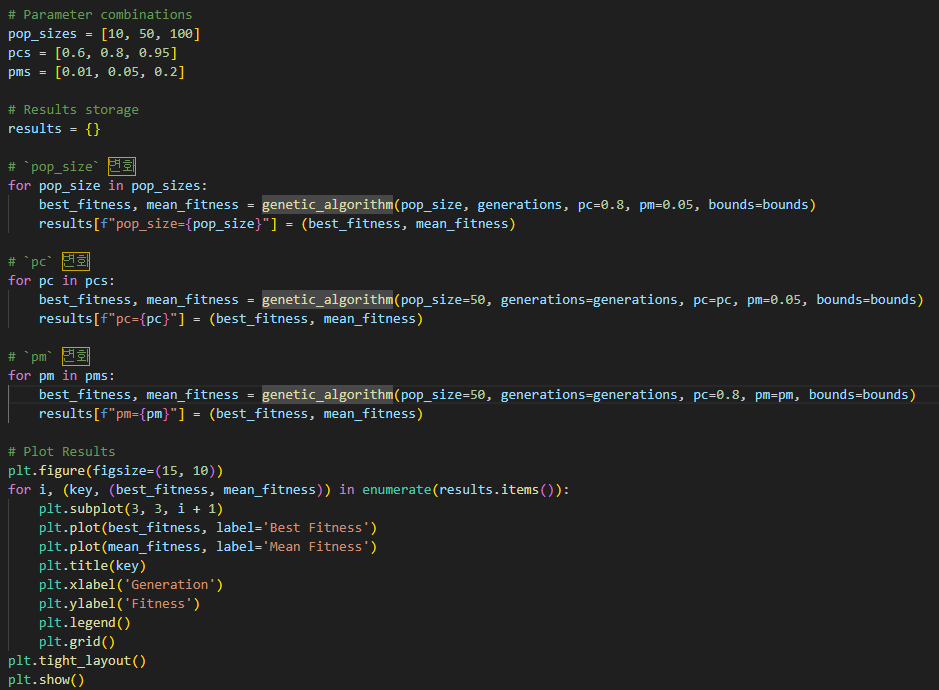 # Parameter combinations
pop_sizes = [10, 50, 100]
pcs = [0.6, 0.8, 0.95]
pms = [0.01, 0.05, 0.2]
# Results storage
results = {}
# `pop_size` 변화
for pop_size in pop_sizes:
    best_fitness, mean_fitness = genetic_algorithm(pop_size, generations, pc=0.8, pm=0.05, bounds=bounds)
    results[f"pop_size={pop_size}"] = (best_fitness, mean_fitness)
# `pc` 변화
for pc in pcs:
    best_fitness, mean_fitness = genetic_algorithm(pop_size=50, generations=generations, pc=pc, pm=0.05, bounds=bounds)
    results[f"pc={pc}"] = (best_fitness, mean_fitness)
# `pm` 변화
for pm in pms:
    best_fitness, mean_fitness = genetic_algorithm(pop_size=50, generations=generations, pc=0.8, pm=pm, bounds=bounds)
    results[f"pm={pm}"] = (best_fitness, mean_fitness)
# Plot Results
plt.figure(figsize=(15, 10))
for i, (key, (best_fitness, mean_fitness)) in enumerate(results.items()):
    plt.subplot(3, 3, i + 1)
    plt.plot(best_fitness, label='Best Fitness')
    plt.plot(mean_fitness, label='Mean Fitness')
    plt.title(key)
    plt.xlabel('Generation')
    plt.ylabel('Fitness')
    plt.legend()
    plt.grid()
plt.tight_layout()
plt.show()